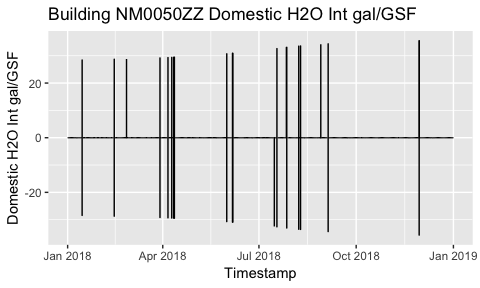 Building NM0050ZZ Domestic H2O Int gal/GSF
Domestic H2O Int gal/GSF
20
0
-20
Jan 2018
Apr 2018
Jul 2018
Oct 2018
Jan 2019
Timestamp